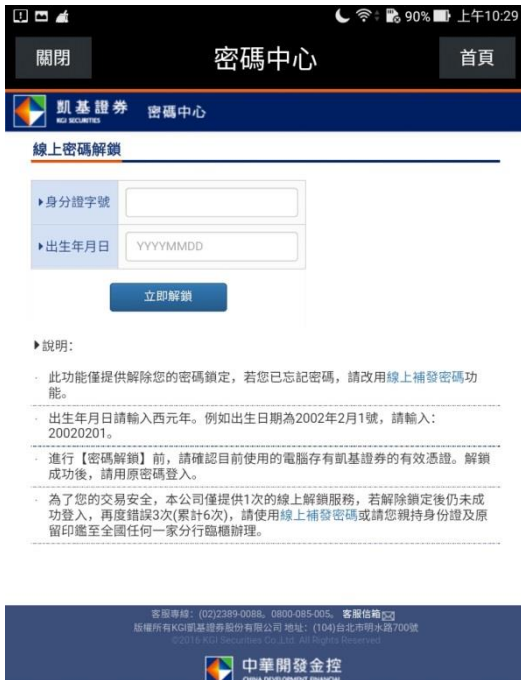 90% 上午10:29
關閉 密碼中心 首頁
凱基證券 密碼中心
KGI SECURITIES
線上密碼解鎖
身分證字號
出生年月日 YYYYMMDD
立即解鎖
說明:
此功能僅提供解除您的密碼鎖定，若您已忘記密碼，請改用線上補發密碼功
能。
出生年月日請輸入西元年。例如出生日期為2002年2月1號，請輸入：
20020201。
進行【密碼解鎖】前，請確認目前使用的電腦存有凱基證券的有效憑證。解鎖
成功後，請用原密碼登入。
為了您的交易安全，本公司僅提供1次的線上解鎖服務，若解除鎖定後仍未成
功登入，再度錯誤3次(累計6次)，請使用線上補發密碼或請您親持身份證及原
留印鑑至全國任何一家分行臨櫃辦理。
客服專線：(02)2389-0088。0800-085-005。客服信箱
版權所有KGI凱基證券股份有限公司 地址：(104)台北市明水路700號
©2016 KGI Securities Co.,Ltd. All Rights Reserved.
中華開發金控
CHINA DEVELOPMENT FINANCIAL